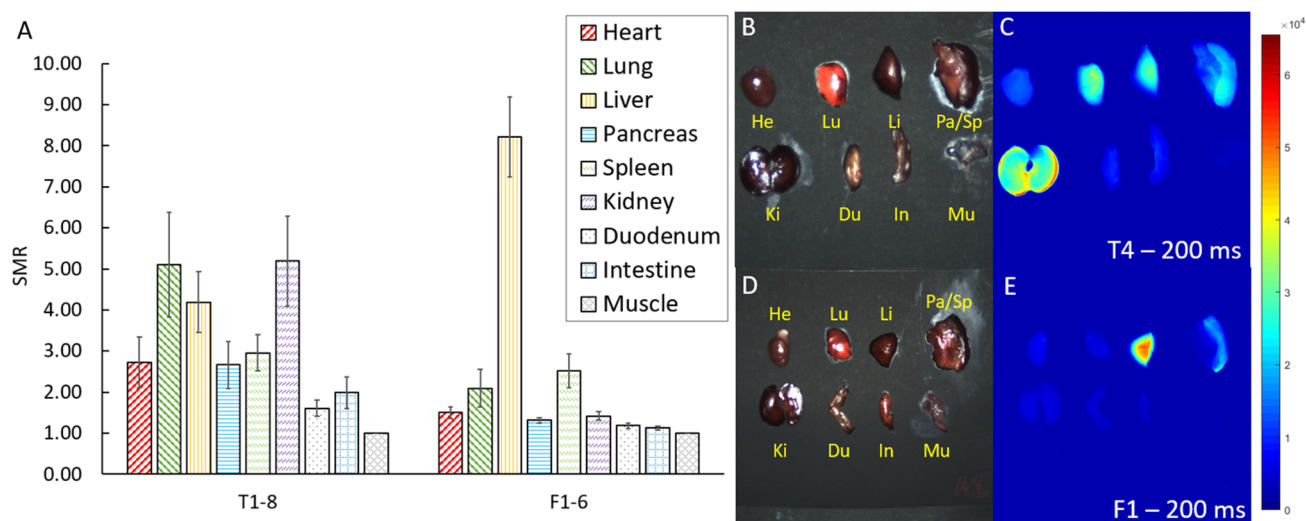 A
10.00
9.00
8.00
7.00
6.00
5.00
4.00
3.00
2.00
1.00
0.00
SMR
T1-8
F1-6
Heart
Lung
Liver
Pancreas
Spleen
Kidney
Duodenum
Intestine
Muscle
B
He
Lu
Li
Pa/Sp
Ki
Du
In
Mu
C
T4 – 200 ms
D
He
Lu
Li
Pa/Sp
Ki
Du
In
Mu
E
F1 – 200 ms
×10⁴
6
5
4
3
2
1
0